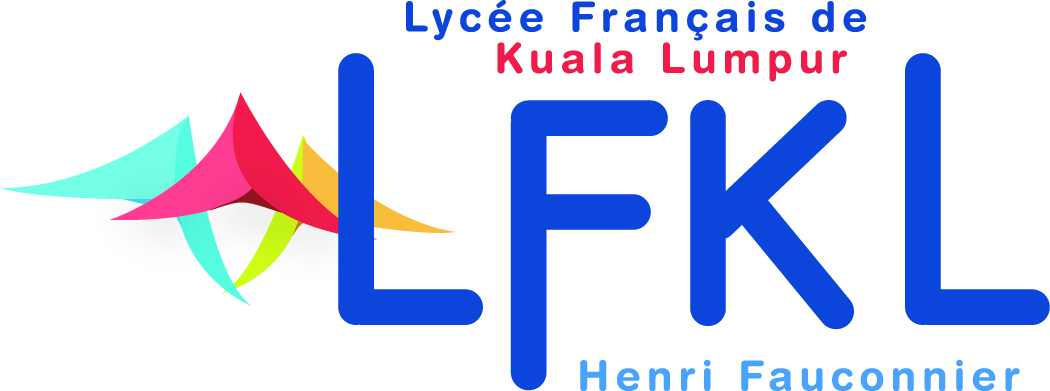 Lycée Français de
Kuala Lumpur
LFKL
Henri Fauconnier